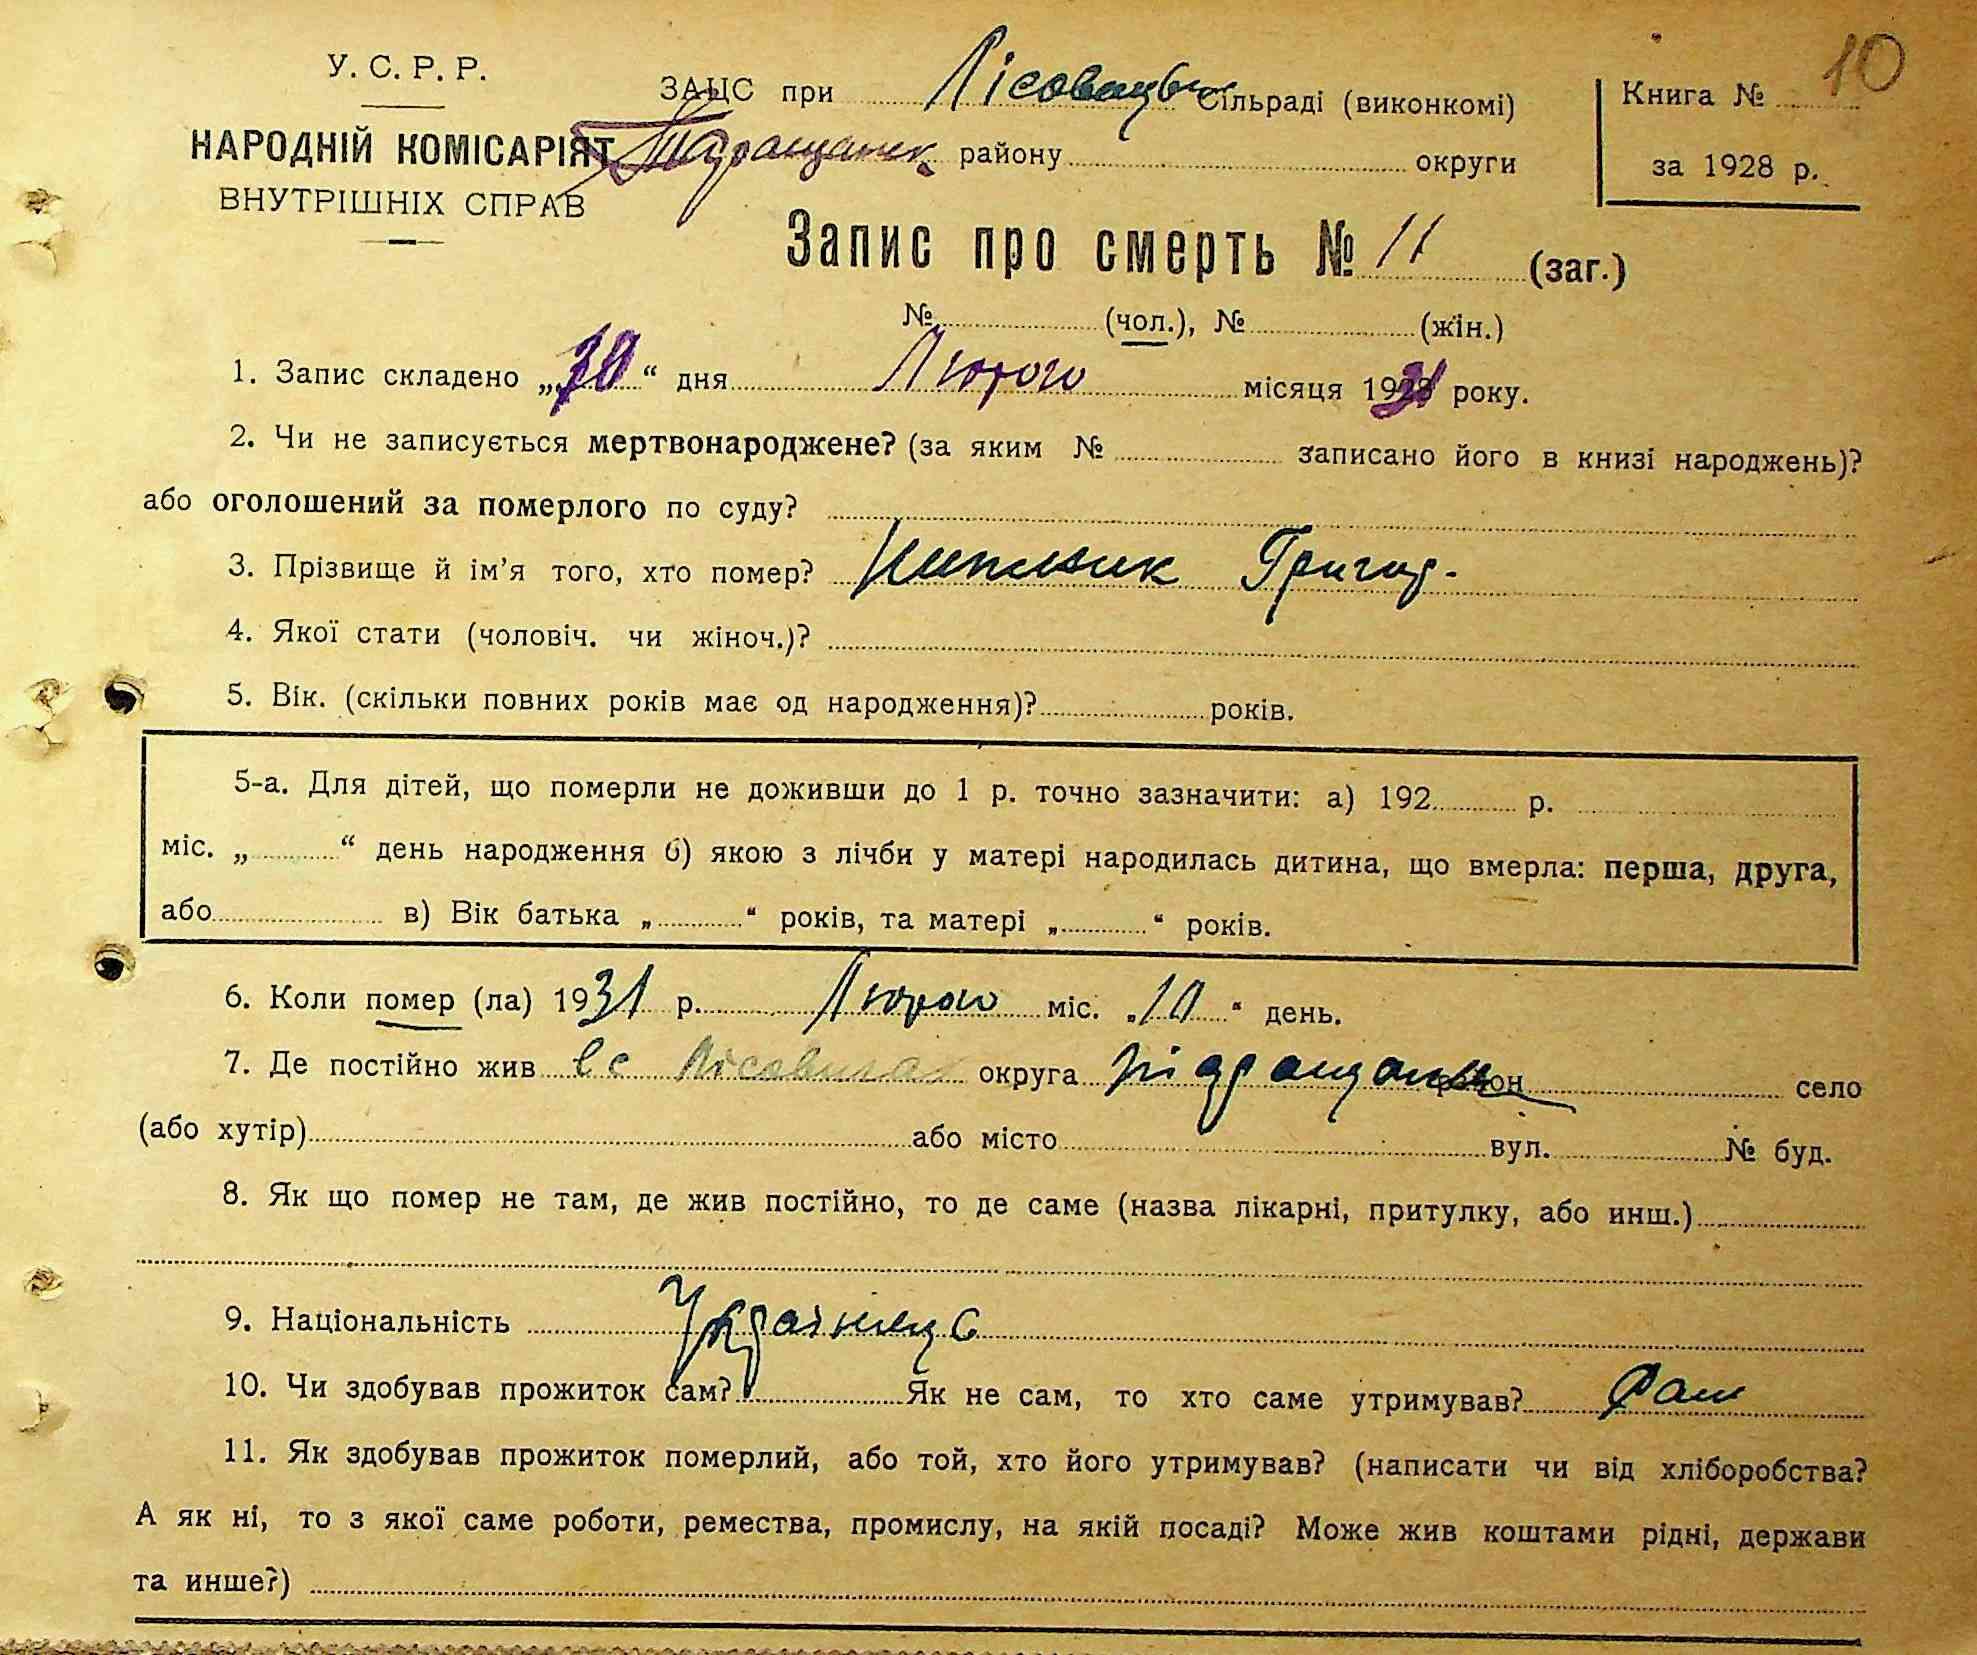 У. С. Р. Р.
НАРОДНІЙ КОМІСАРІЯТ
ВНУТРІШНІХ СПРАВ
ЗАЦС при Лісовецьк Сільраді (виконкомі)
Таращанск району округи
Книга № 10
за 1928 р.
Запис про смерть № 11 (заг.)
№ (чол.), № (жін.)
1. Запис складено „ “ дня Лютого місяця 1931 року.
2. Чи не записується мертвонароджене? (за яким № записано його в книзі народжень)?
або оголошений за померлого по суду?
3. Прізвище й ім'я того, хто помер? Григор.
4. Якої стати (чоловіч. чи жіноч.)?
5. Вік. (скільки повних років має од народження)? років.
5-а. Для дітей, що померли не доживши до 1 р. точно зазначити: а) 192 р.
міс. „ “ день народження б) якою з лічби у матері народилась дитина, що вмерла: перша, друга,
або в) Вік батька „ “ років, та матері „ “ років.
6. Коли помер (ла) 1931 р. Лютого міс. „10“ день.
7. Де постійно жив в с Лісовичах округа район село
(або хутір) або місто вул. № буд.
8. Як що помер не там, де жив постійно, то де саме (назва лікарні, притулку, або инш.)
9. Національність Українець
10. Чи здобував прожиток сам? Як не сам, то хто саме утримував? Сам
11. Як здобував прожиток померлий, або той, хто його утримував? (написати чи від хліборобства?
А як ні, то з якої саме роботи, ремества, промислу, на якій посаді? Може жив коштами рідні, держави
та инше?)